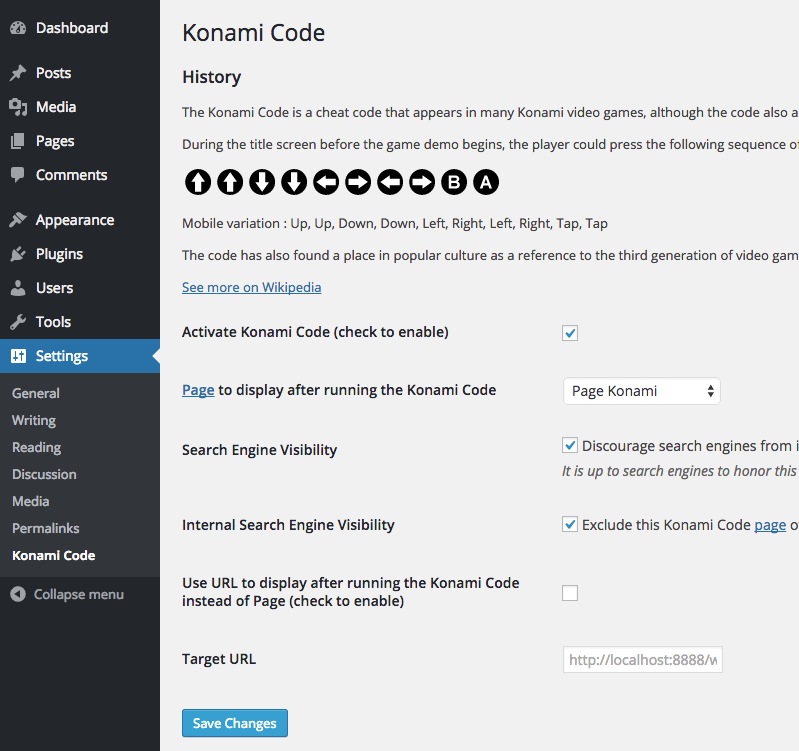 Dashboard
Posts
Media
Pages
Comments
Appearance
Plugins
Users
Tools
Settings
General
Writing
Reading
Discussion
Media
Permalinks
Konami Code
Collapse menu
Konami Code
History
The Konami Code is a cheat code that appears in many Konami video games, although the code also a
During the title screen before the game demo begins, the player could press the following sequence of
B A
Mobile variation : Up, Up, Down, Down, Left, Right, Left, Right, Tap, Tap
The code has also found a place in popular culture as a reference to the third generation of video gam
See more on Wikipedia
Activate Konami Code (check to enable)
Page to display after running the Konami Code
Page Konami
Search Engine Visibility
Discourage search engines from i
It is up to search engines to honor this
Internal Search Engine Visibility
Exclude this Konami Code page o
Use URL to display after running the Konami Code
instead of Page (check to enable)
Target URL
http://localhost:8888/w
Save Changes